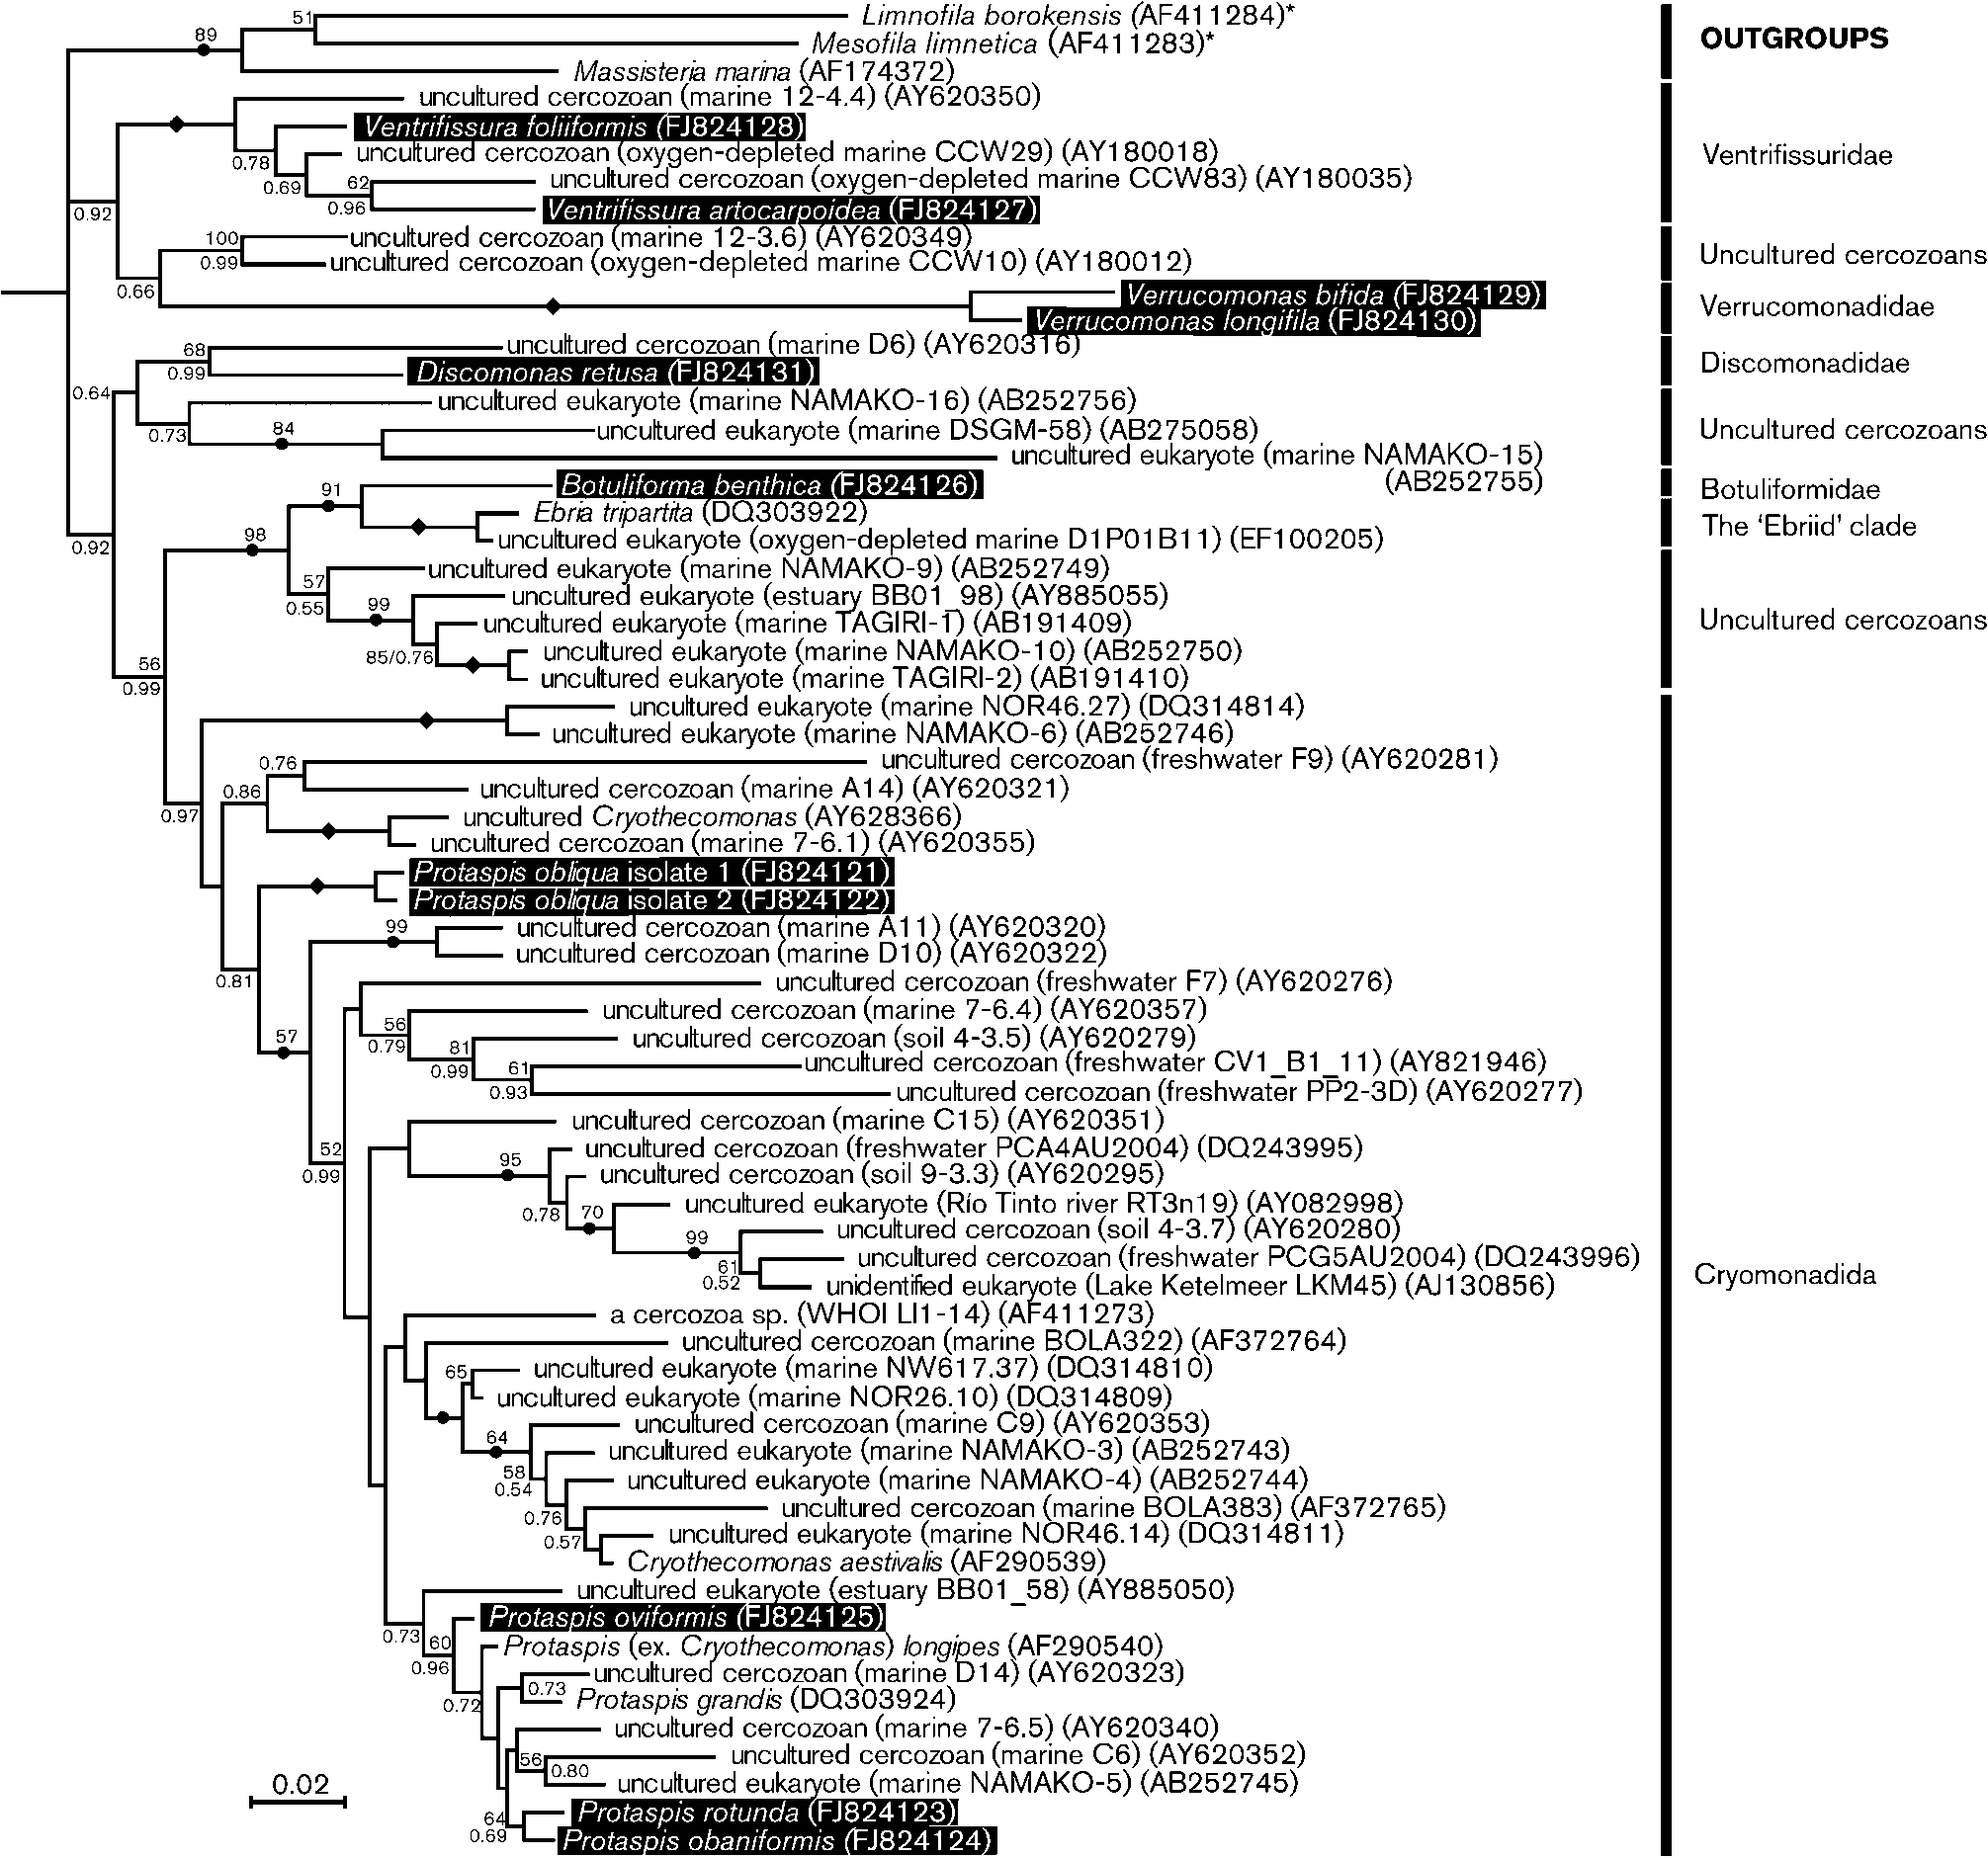 51
Limnofila borokensis (AF411284)*
89
Mesofila limnetica (AF411283)*
OUTGROUPS
Massisteria marina (AF174372)
uncultured cercozoan (marine 12-4.4) (AY620350)
Ventrifissura foliiformis (FJ824128)
0.78
uncultured cercozoan (oxygen-depleted marine CCW29) (AY180018)
Ventrifissuridae
0.69
62
uncultured cercozoan (oxygen-depleted marine CCW83) (AY180035)
0.96
Ventrifissura artocarpoidea (FJ824127)
0.92
100
uncultured cercozoan (marine 12-3.6) (AY620349)
0.99
uncultured cercozoan (oxygen-depleted marine CCW10) (AY180012)
Uncultured cercozoans
0.66
Verrucomonas bifida (FJ824129)
Verrucomonas longifila (FJ824130)
Verrucomonadidae
68
uncultured cercozoan (marine D6) (AY620316)
0.99
Discomonas retusa (FJ824131)
Discomonadidae
0.64
uncultured eukaryote (marine NAMAKO-16) (AB252756)
0.73
84
uncultured eukaryote (marine DSGM-58) (AB275058)
Uncultured cercozoans
uncultured eukaryote (marine NAMAKO-15)
(AB252755)
91
Botuliforma benthica (FJ824126)
Botuliformidae
Ebria tripartita (DQ303922)
The ‘Ebriid’ clade
0.92
98
uncultured eukaryote (oxygen-depleted marine D1P01B11) (EF100205)
57
uncultured eukaryote (marine NAMAKO-9) (AB252749)
0.55
99
uncultured eukaryote (estuary BB01_98) (AY885055)
uncultured eukaryote (marine TAGIRI-1) (AB191409)
Uncultured cercozoans
85/0.76
uncultured eukaryote (marine NAMAKO-10) (AB252750)
56
0.99
uncultured eukaryote (marine TAGIRI-2) (AB191410)
uncultured eukaryote (marine NOR46.27) (DQ314814)
uncultured eukaryote (marine NAMAKO-6) (AB252746)
0.76
uncultured cercozoan (freshwater F9) (AY620281)
0.86
uncultured cercozoan (marine A14) (AY620321)
0.97
uncultured Cryothecomonas (AY628366)
uncultured cercozoan (marine 7-6.1) (AY620355)
Protaspis obliqua isolate 1 (FJ824121)
Protaspis obliqua isolate 2 (FJ824122)
99
uncultured cercozoan (marine A11) (AY620320)
uncultured cercozoan (marine D10) (AY620322)
0.81
uncultured cercozoan (freshwater F7) (AY620276)
56
uncultured cercozoan (marine 7-6.4) (AY620357)
57
0.79
81
uncultured cercozoan (soil 4-3.5) (AY620279)
0.99
61
uncultured cercozoan (freshwater CV1_B1_11) (AY821946)
0.93
uncultured cercozoan (freshwater PP2-3D) (AY620277)
uncultured cercozoan (marine C15) (AY620351)
52
0.99
uncultured cercozoan (freshwater PCA4AU2004) (DQ243995)
95
uncultured cercozoan (soil 9-3.3) (AY620295)
0.78
70
uncultured eukaryote (Río Tinto river RT3n19) (AY082998)
99
uncultured cercozoan (soil 4-3.7) (AY620280)
61
0.52
uncultured cercozoan (freshwater PCG5AU2004) (DQ243996)
unidentified eukaryote (Lake Ketelmeer LKM45) (AJ130856)
Cryomonadida
a cercozoa sp. (WHOI LI1-14) (AF411273)
uncultured cercozoan (marine BOLA322) (AF372764)
65
uncultured eukaryote (marine NW617.37) (DQ314810)
uncultured eukaryote (marine NOR26.10) (DQ314809)
uncultured cercozoan (marine C9) (AY620353)
64
uncultured eukaryote (marine NAMAKO-3) (AB252743)
58
0.54
uncultured eukaryote (marine NAMAKO-4) (AB252744)
0.76
uncultured cercozoan (marine BOLA383) (AF372765)
0.57
uncultured eukaryote (marine NOR46.14) (DQ314811)
Cryothecomonas aestivalis (AF290539)
uncultured eukaryote (estuary BB01_58) (AY885050)
Protaspis oviformis (FJ824125)
0.73
60
Protaspis (ex. Cryothecomonas) longipes (AF290540)
0.96
uncultured cercozoan (marine D14) (AY620323)
0.73
0.72
Protaspis grandis (DQ303924)
uncultured cercozoan (marine 7-6.5) (AY620340)
56
uncultured cercozoan (marine C6) (AY620352)
0.80
uncultured eukaryote (marine NAMAKO-5) (AB252745)
0.02
64
Protaspis rotunda (FJ824123)
0.69
Protaspis obaniformis (FJ824124)